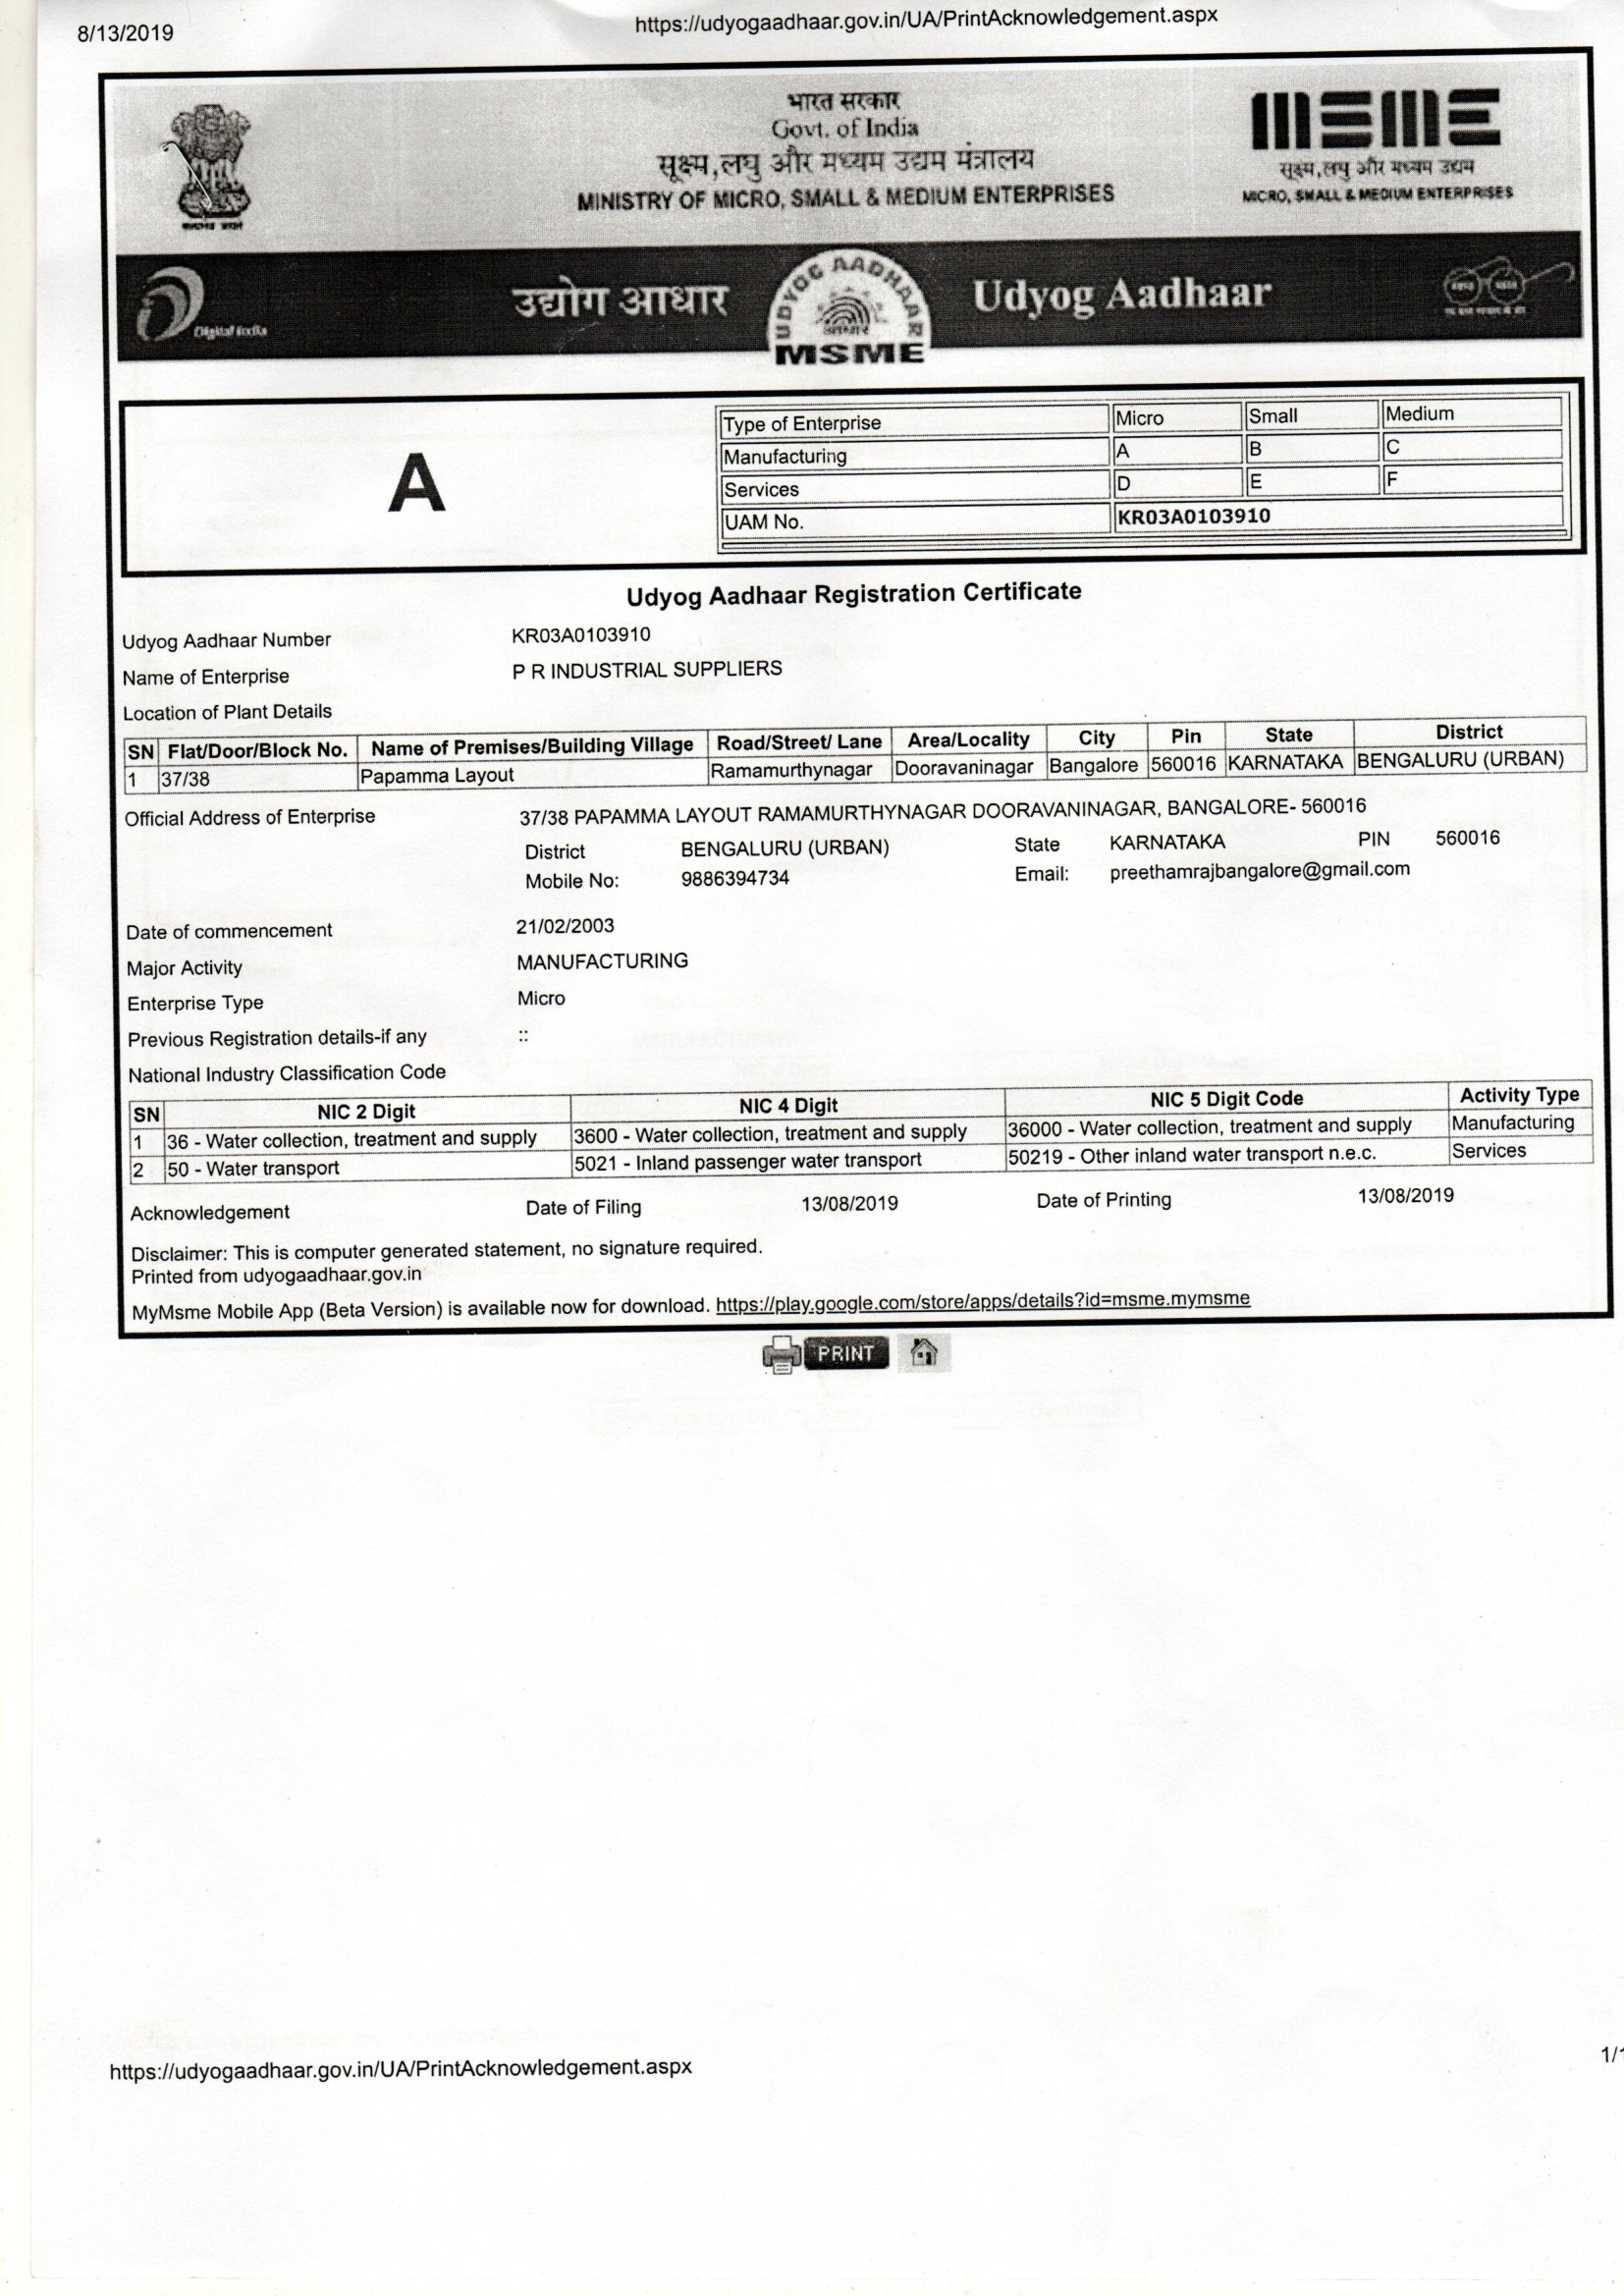 8/13/2019
https://udyogaadhaar.gov.in/UA/PrintAcknowledgement.aspx
भारत सरकार
Govt. of India
सूक्ष्म,लघु और मध्यम उद्यम मंत्रालय
MINISTRY OF MICRO, SMALL & MEDIUM ENTERPRISES
MSME
सूक्ष्म,लघु और मध्यम उद्यम
MICRO, SMALL & MEDIUM ENTERPRISES
Digital India
उद्योग आधार
UDYOG AADHAAR
MSME
Udyog Aadhaar
A
Type of Enterprise Micro Small Medium
Manufacturing A B C
Services D E F
UAM No. KR03A0103910
Udyog Aadhaar Registration Certificate
Udyog Aadhaar Number KR03A0103910
Name of Enterprise P R INDUSTRIAL SUPPLIERS
Location of Plant Details
SN Flat/Door/Block No. Name of Premises/Building Village Road/Street/ Lane Area/Locality City Pin State District
1 37/38 Papamma Layout Ramamurthynagar Dooravaninagar Bangalore 560016 KARNATAKA BENGALURU (URBAN)
Official Address of Enterprise 37/38 PAPAMMA LAYOUT RAMAMURTHYNAGAR DOORAVANINAGAR, BANGALORE- 560016
District BENGALURU (URBAN) State KARNATAKA PIN 560016
Mobile No: 9886394734 Email: preethamrajbangalore@gmail.com
Date of commencement 21/02/2003
Major Activity MANUFACTURING
Enterprise Type Micro
Previous Registration details-if any ::
National Industry Classification Code
SN NIC 2 Digit NIC 4 Digit NIC 5 Digit Code Activity Type
1 36 - Water collection, treatment and supply 3600 - Water collection, treatment and supply 36000 - Water collection, treatment and supply Manufacturing
2 50 - Water transport 5021 - Inland passenger water transport 50219 - Other inland water transport n.e.c. Services
Acknowledgement Date of Filing 13/08/2019 Date of Printing 13/08/2019
Disclaimer: This is computer generated statement, no signature required.
Printed from udyogaadhaar.gov.in
MyMsme Mobile App (Beta Version) is available now for download. https://play.google.com/store/apps/details?id=msme.mymsme
PRINT
https://udyogaadhaar.gov.in/UA/PrintAcknowledgement.aspx
1/1